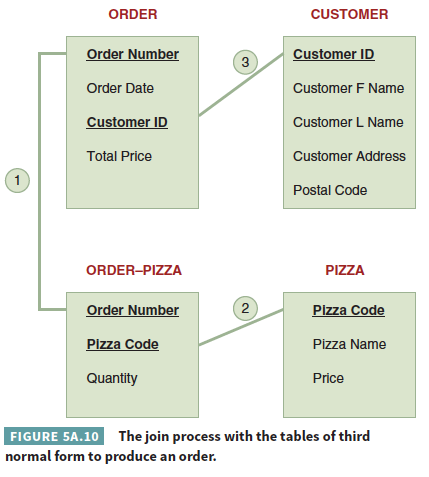 ORDER
Order Number
Order Date
Customer ID
Total Price
CUSTOMER
Customer ID
Customer F Name
Customer L Name
Customer Address
Postal Code
3
1
ORDER–PIZZA
Order Number
Pizza Code
Quantity
2
PIZZA
Pizza Code
Pizza Name
Price
FIGURE 5A.10 The join process with the tables of third
normal form to produce an order.